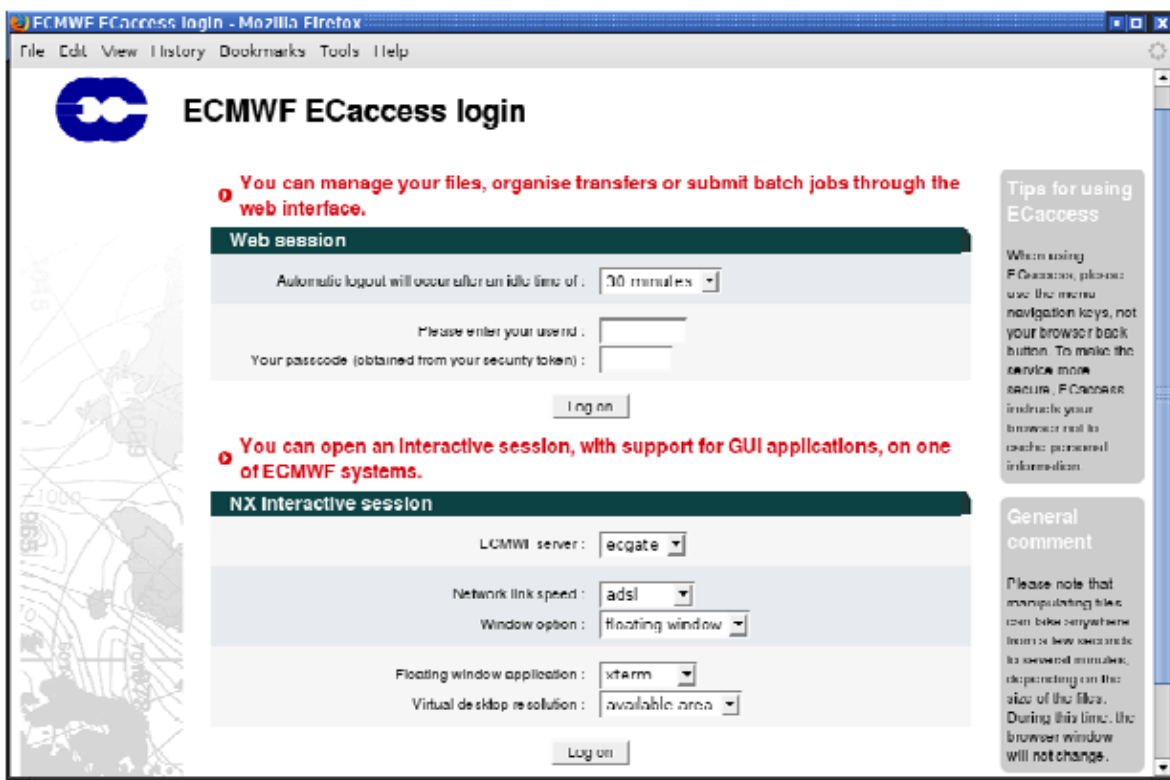 ECMWF ECaccess login - Mozilla Firefox
File Edit View History Bookmarks Tools Help
ECMWF ECaccess login
You can manage your files, organise transfers or submit batch jobs through the
web interface.
Web session
Automatic logout will occur after an idle time of :
30 minutes
Please enter your userid :
Your passcode (obtained from your security token) :
Log on
You can open an interactive session, with support for GUI applications, on one
of ECMWF systems.
NX Interactive session
ECMWF server :
ecgate
Network link speed :
adsl
Window option :
floating window
Floating window application :
xterm
Virtual desktop resolution :
available area
Log on
Tips for using
ECaccess
When using
ECaccess, please
use the menu
navigation keys, not
your browser back
button. To make the
service more
secure, ECaccess
instructs your
browser not to
cache personal
information.
General
comment
Please note that
manipulating files
can take anywhere
from a few seconds
to several minutes,
depending on the
size of the files.
During this time, the
browser window
will not change.
1015
1009
1000
965